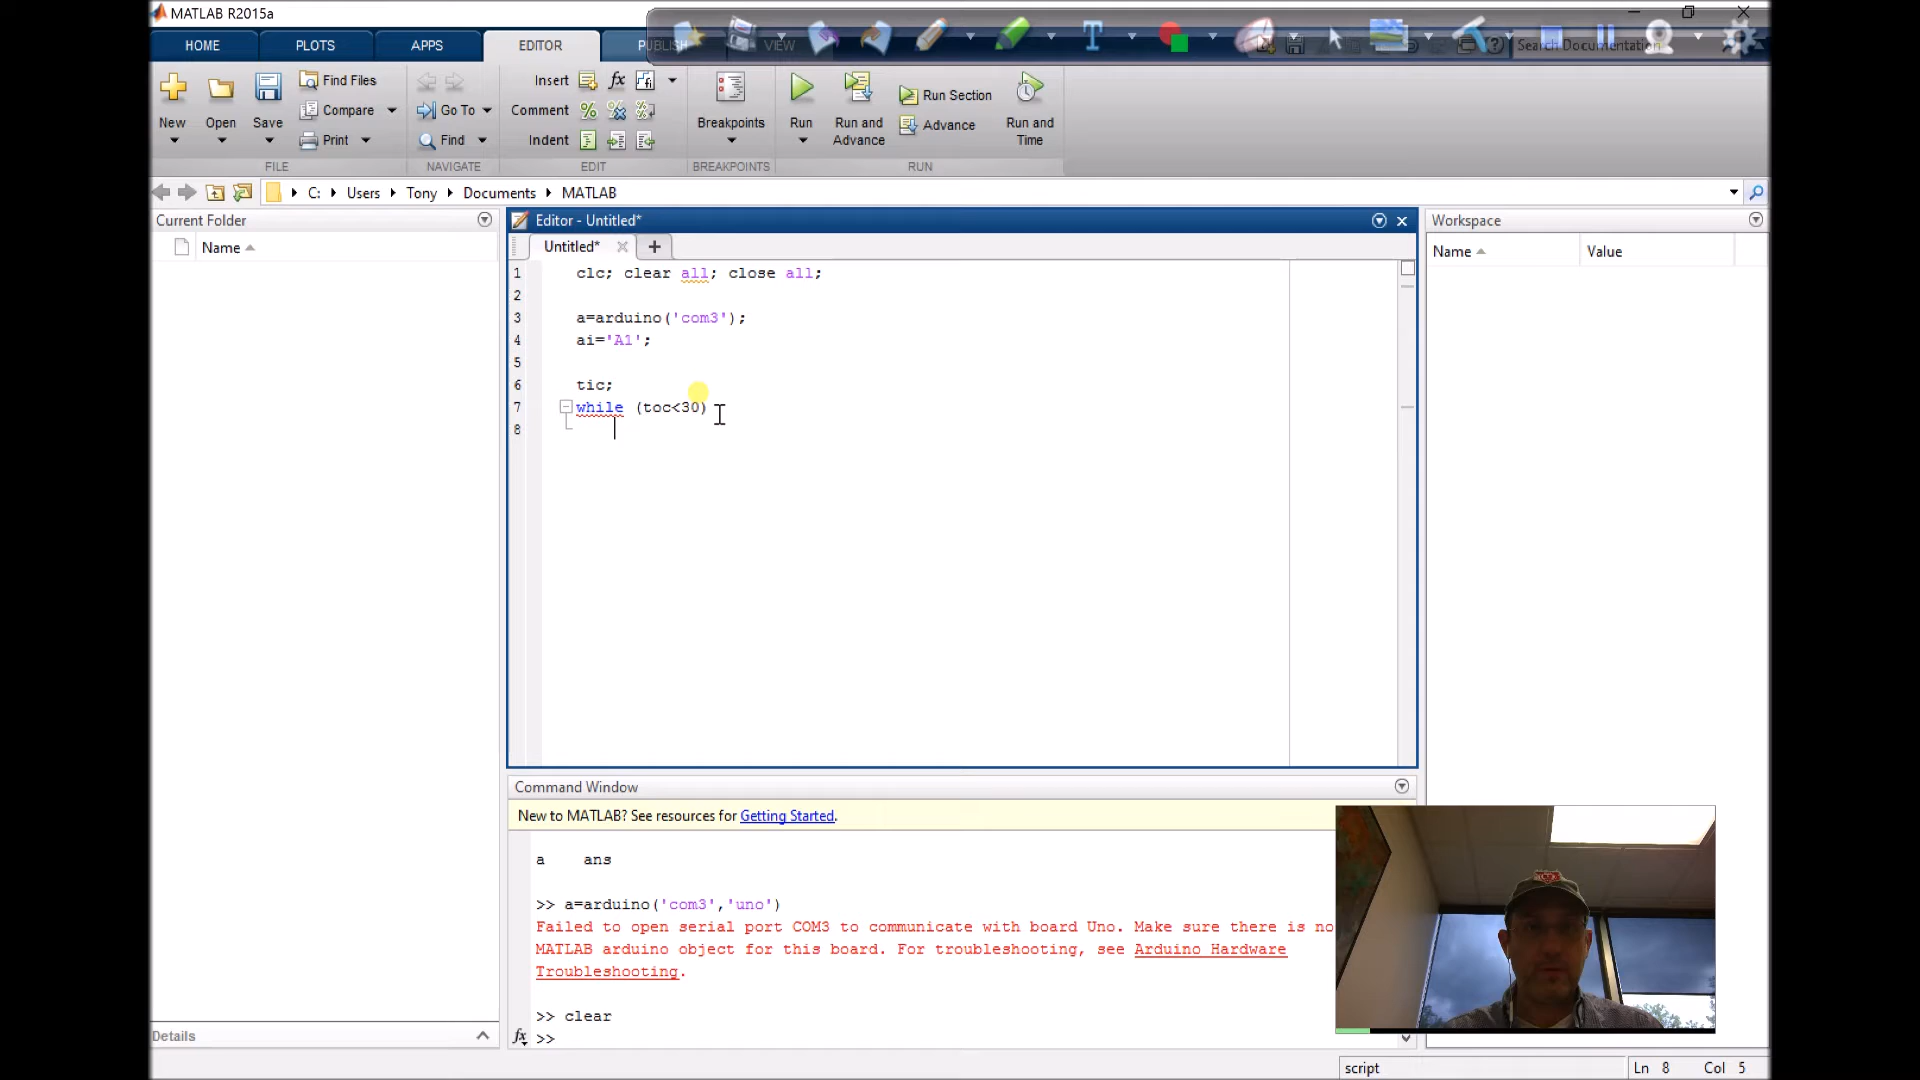 MATLAB R2015a
HOME
PLOTS
APPS
EDITOR
PUBLISH
VIEW
Search Documentation
New
Open
Save
Find Files
Compare
Print
FILE
Go To
Find
NAVIGATE
Insert
Comment
Indent
EDIT
Breakpoints
BREAKPOINTS
Run
Run and Advance
Run Section
Advance
Run and Time
RUN
C: Users Tony Documents MATLAB
Current Folder
Name
Editor - Untitled*
Untitled*
1 clc; clear all; close all;
2
3 a=arduino('com3');
4 ai='A1';
5
6 tic;
7 while (toc<30)
8
Workspace
Name Value
Command Window
New to MATLAB? See resources for Getting Started.
a ans
>> a=arduino('com3','uno')
Failed to open serial port COM3 to communicate with board Uno. Make sure there is no
MATLAB arduino object for this board. For troubleshooting, see Arduino Hardware
Troubleshooting.
>> clear
fx >>
Details
script
Ln 8 Col 5